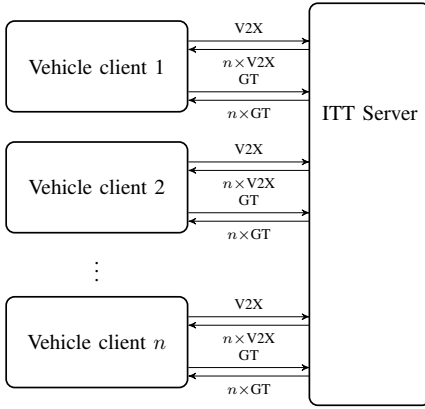 V2X
Vehicle client 1
n×V2X
GT
n×GT
ITT Server
V2X
Vehicle client 2
n×V2X
GT
n×GT
⋮
V2X
Vehicle client n
n×V2X
GT
n×GT